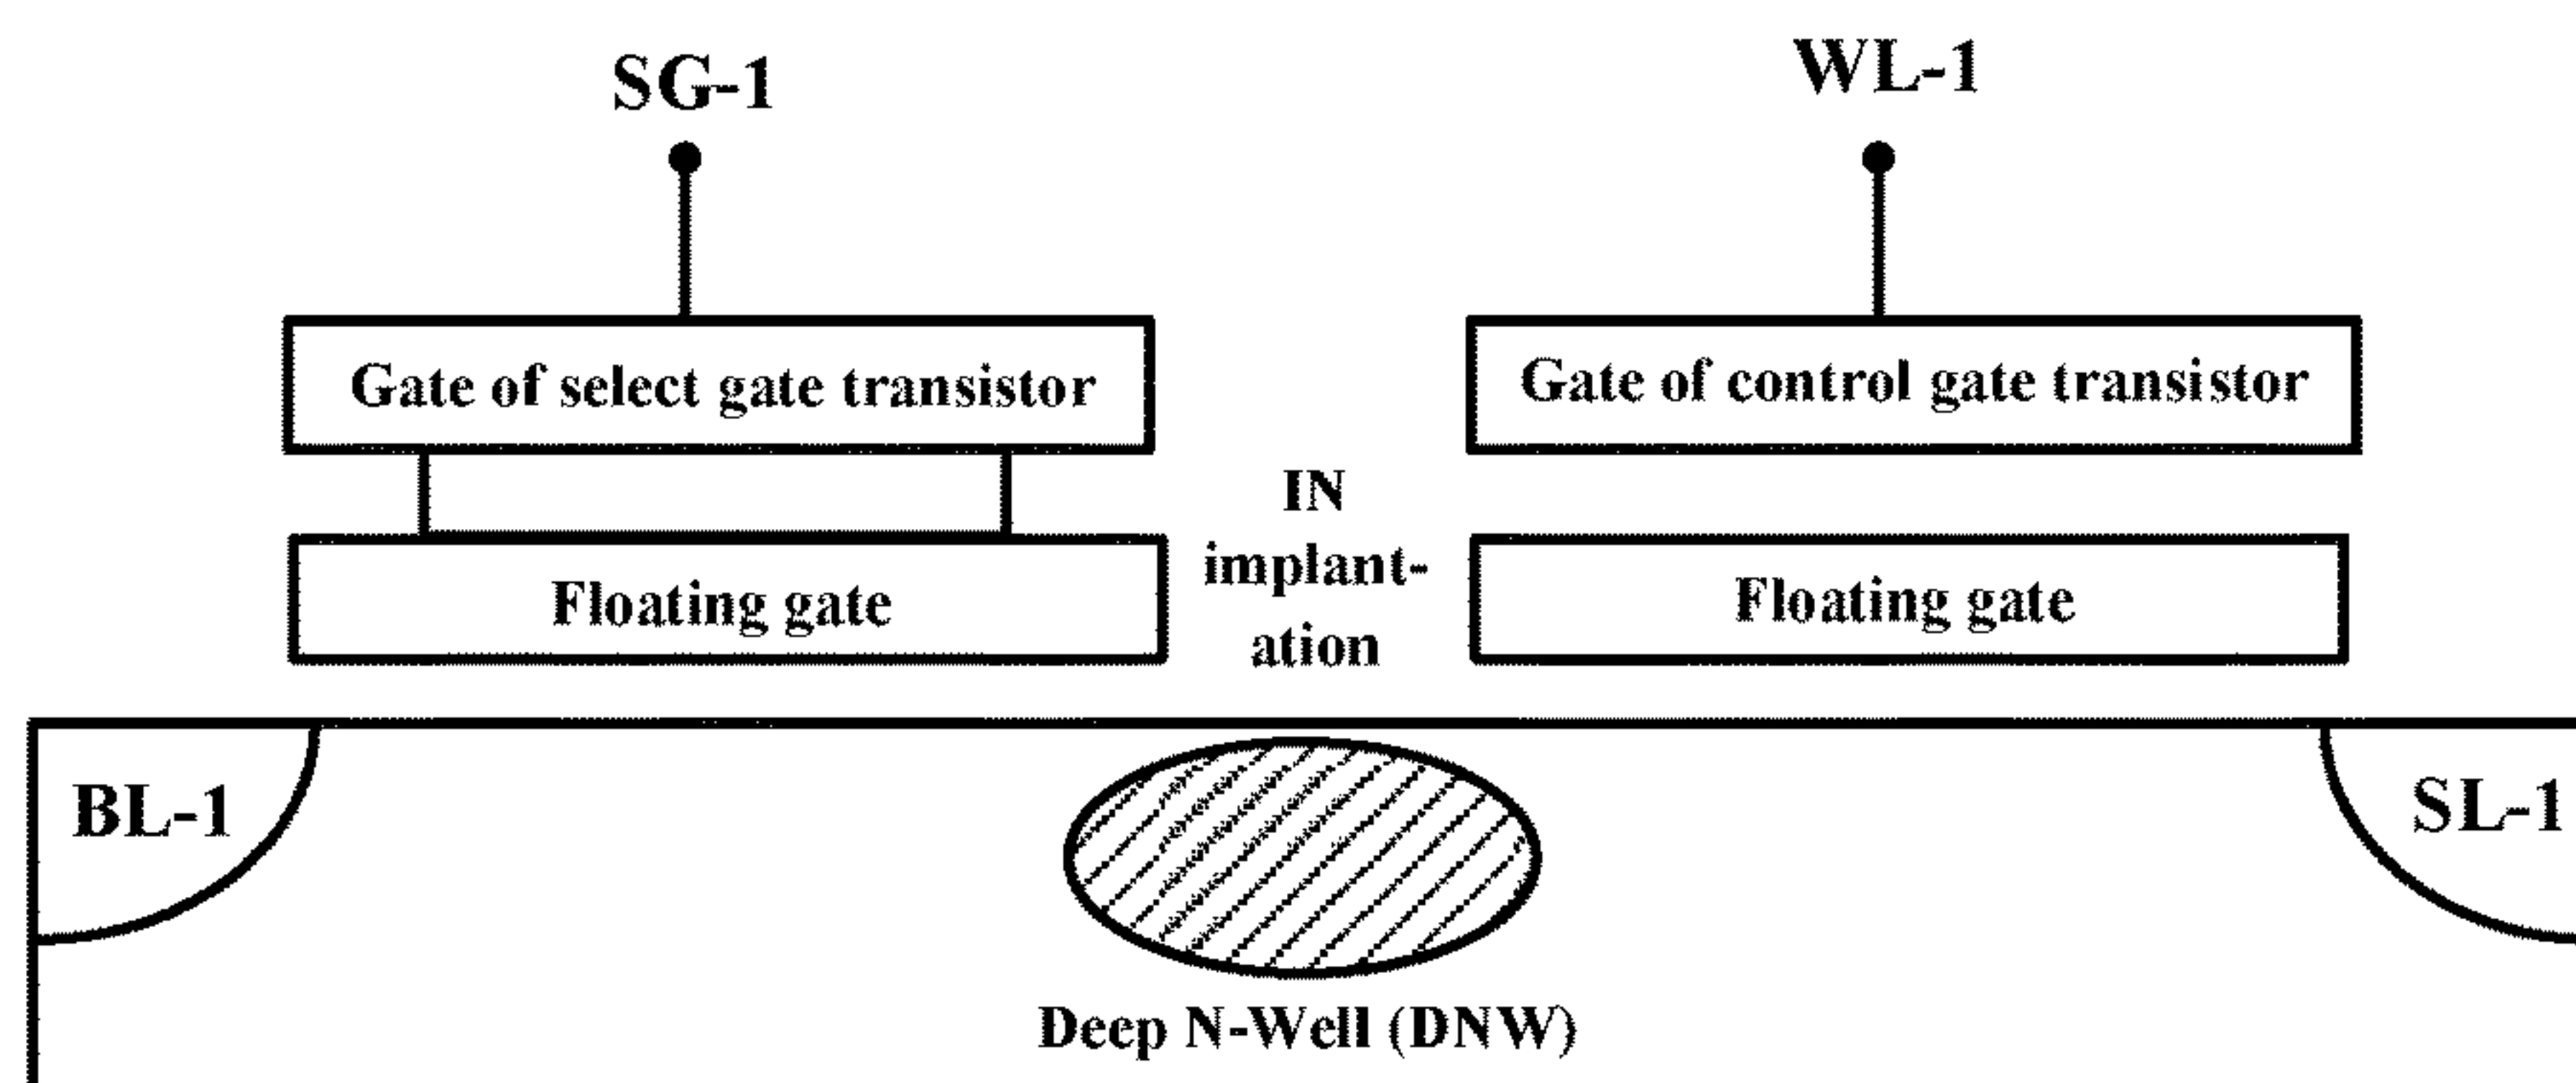 SG-1
WL-1
Gate of select gate transistor
Gate of control gate transistor
IN
implant-
ation
Floating gate
Floating gate
BL-1
SL-1
Deep N-Well (DNW)